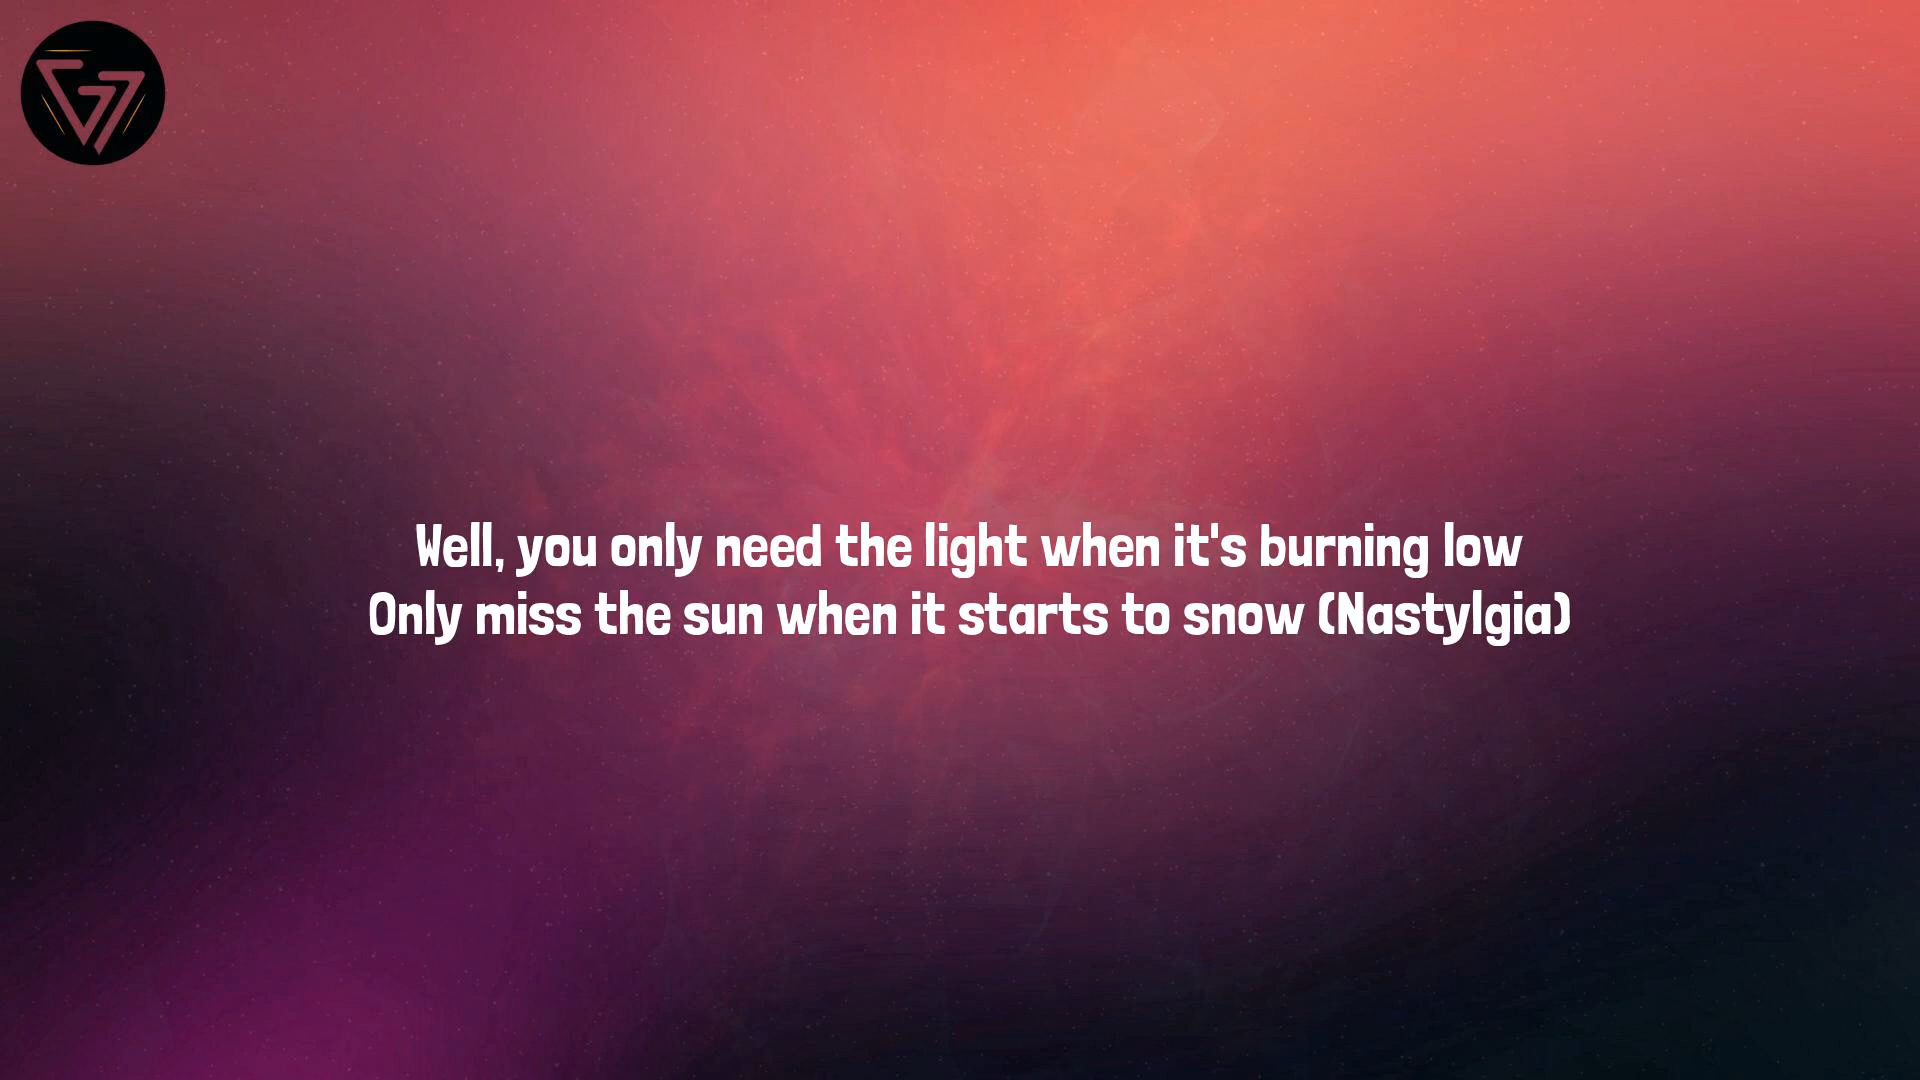 Well, you only need the light when it's burning low
Only miss the sun when it starts to snow (Nastylgia)